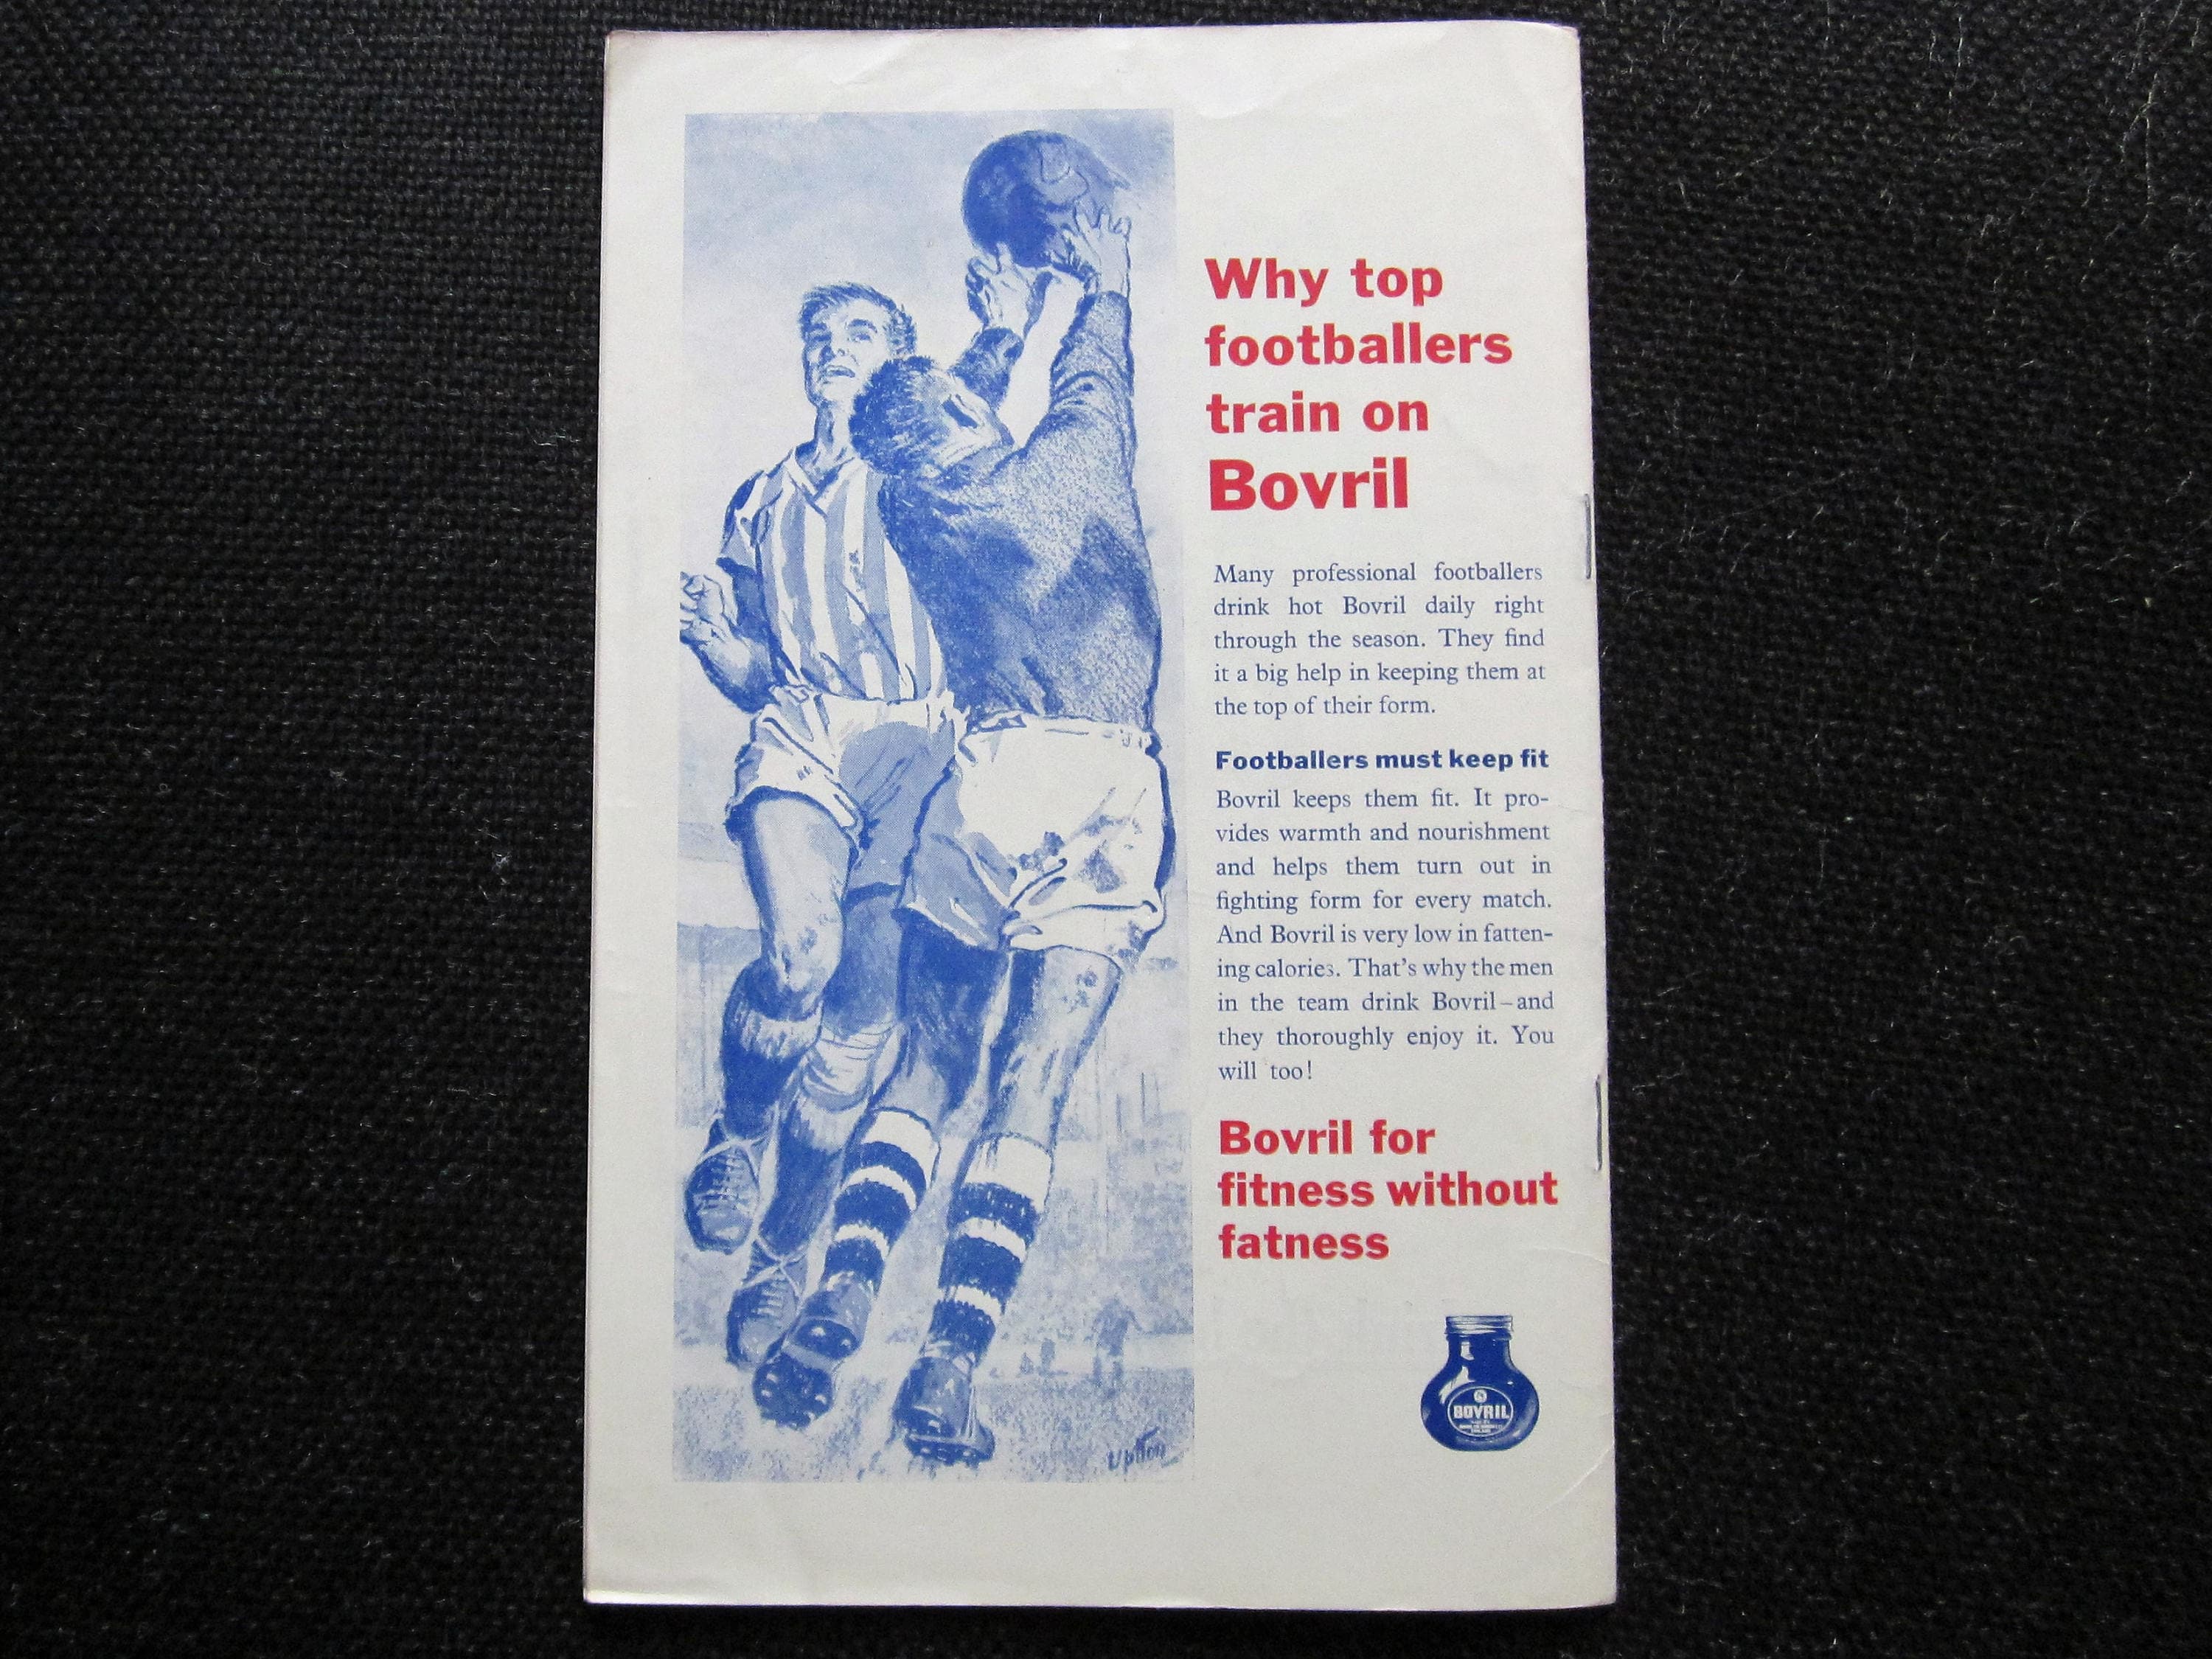 Why top
footballers
train on
Bovril
Many professional footballers
drink hot Bovril daily right
through the season. They find
it a big help in keeping them at
the top of their form.
Footballers must keep fit
Bovril keeps them fit. It pro-
vides warmth and nourishment
and helps them turn out in
fighting form for every match.
And Bovril is very low in fatten-
ing calories. That's why the men
in the team drink Bovril–and
they thoroughly enjoy it. You
will too!
Bovril for
fitness without
fatness
BOVRIL
Upton